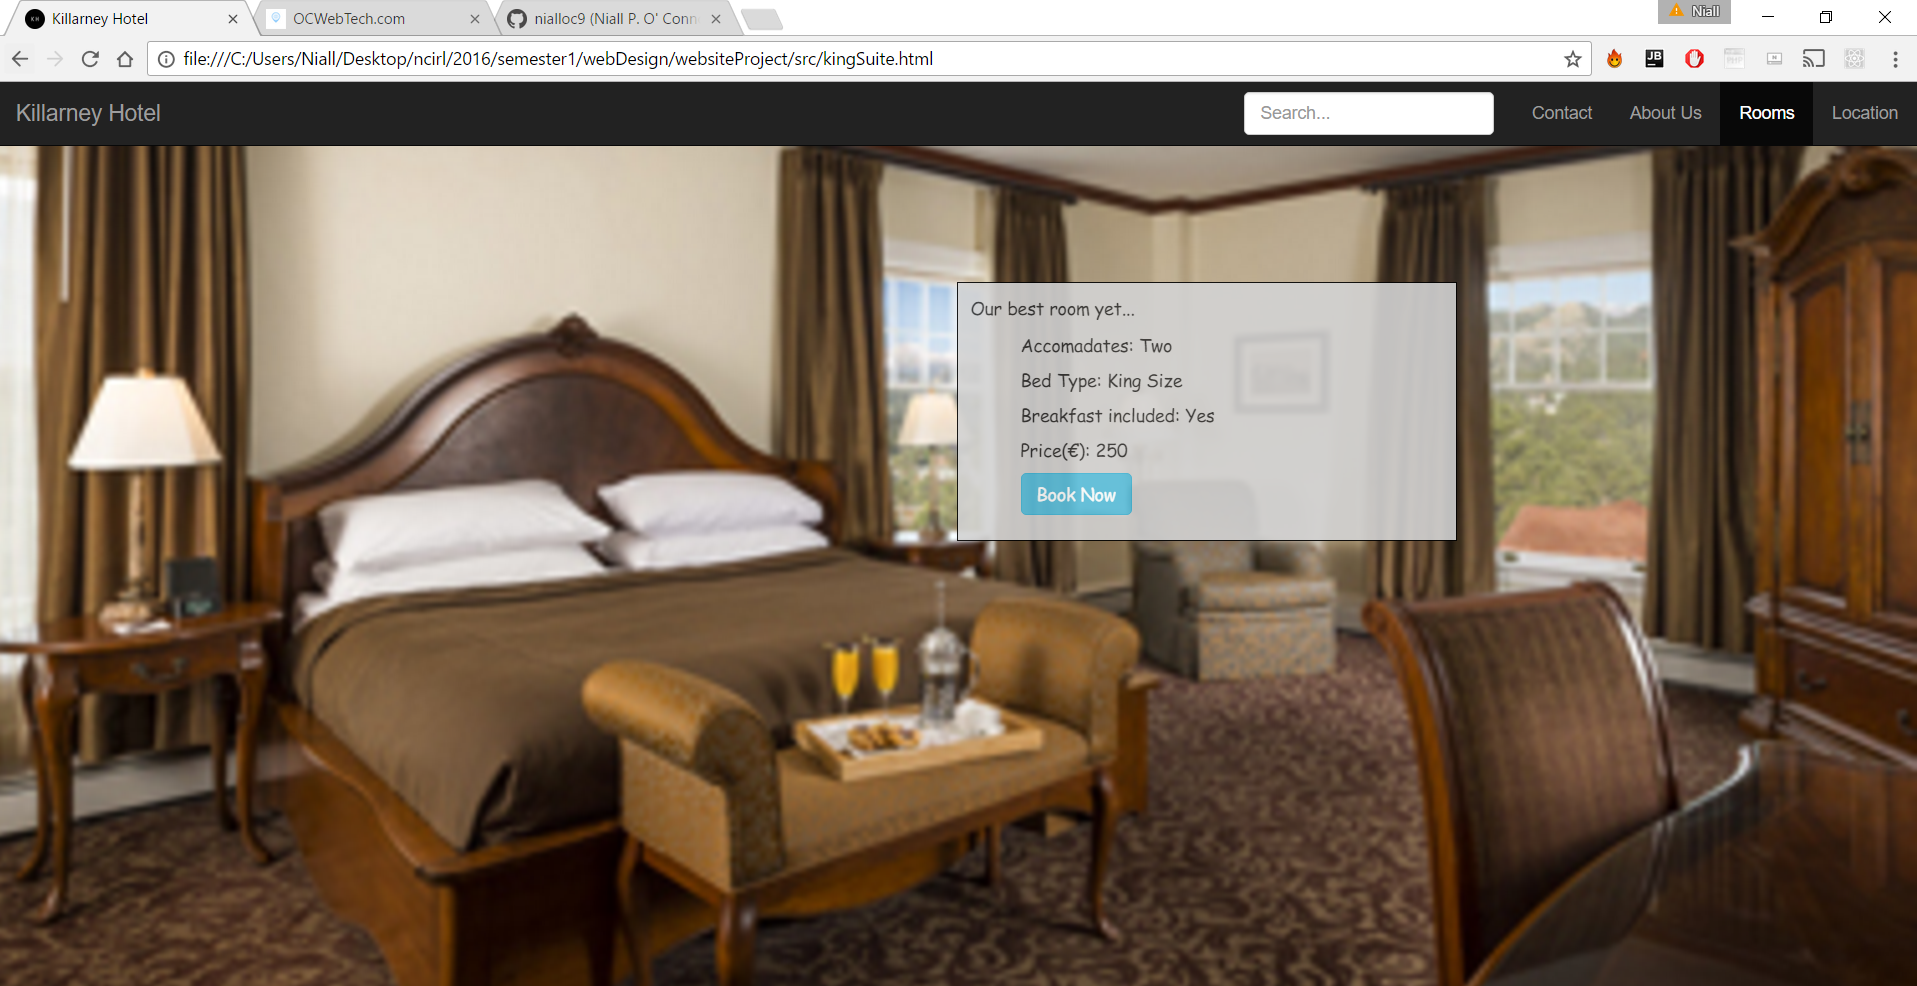 Killarney Hotel
OCWebTech.com
nialloc9 (Niall P. O' Conn
Niall
file:///C:/Users/Niall/Desktop/ncirl/2016/semester1/webDesign/websiteProject/src/kingSuite.html
JB
Killarney Hotel
Search...
Contact
About Us
Rooms
Location
Our best room yet...
Accomadates: Two
Bed Type: King Size
Breakfast included: Yes
Price(€): 250
Book Now